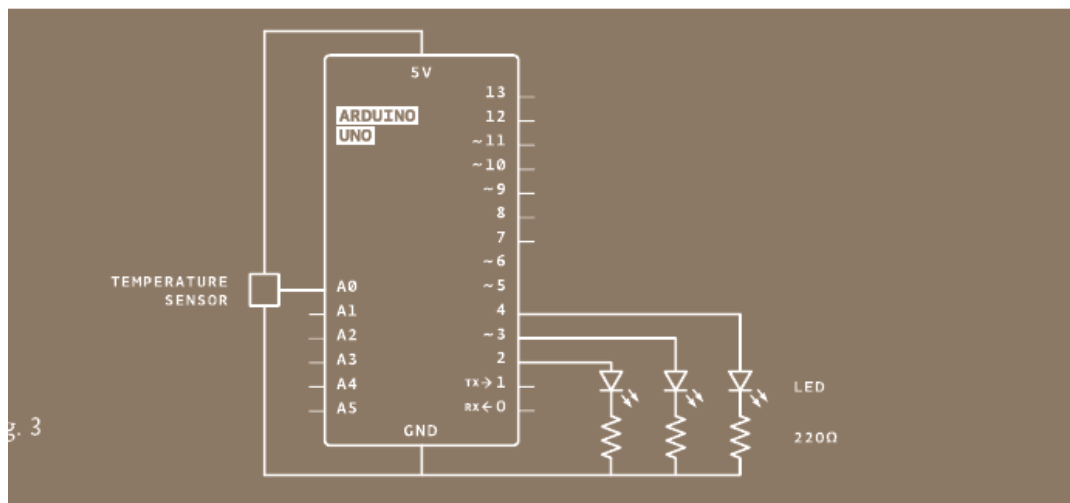 5V
ARDUINO
UNO
13
12
~11
~10
~9
8
7
~6
~5
4
~3
2
TX→1
RX←0
TEMPERATURE
SENSOR
A0
A1
A2
A3
A4
A5
GND
LED
220Ω
g. 3